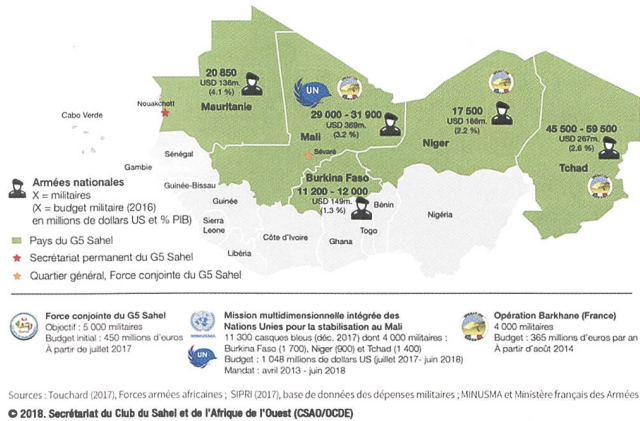 20 850
USD 136m.
(4.1 %)
Mauritanie
Nouakchott
Cabo Verde
UN
29 000 - 31 900
USD 369m.
(3.2 %)
Mali
Sévaré
17 500
USD 166m.
(2.2 %)
Niger
45 500 - 59 500
USD 267m.
(2.6 %)
Tchad
Burkina Faso
11 200 - 12 000
USD 149m.
(1.3 %)
Sénégal
Gambie
Guinée-Bissau
Guinée
Sierra
Leone
Libéria
Côte d'Ivoire
Ghana
Togo
Bénin
Nigéria
Armées nationales
X = militaires
(X = budget militaire (2016)
en millions de dollars US et % PIB)
Pays du G5 Sahel
Secrétariat permanent du G5 Sahel
Quartier général, Force conjointe du G5 Sahel
Force conjointe du G5 Sahel
Objectif : 5 000 militaires
Budget initial : 450 millions d'euros
À partir de juillet 2017
MINUSMA
UN
Mission multidimensionnelle intégrée des
Nations Unies pour la stabilisation au Mali
11 300 casques bleus (déc. 2017) dont 4 000 militaires ;
Burkina Faso (1 700), Niger (900) et Tchad (1 400)
Budget : 1 048 millions de dollars US (juillet 2017- juin 2018)
Mandat : avril 2013 - juin 2018
Opération Barkhane (France)
4 000 militaires
Budget : 365 millions d'euros par an
À partir d'août 2014
Sources : Touchard (2017), Forces armées africaines ; SIPRI (2017), base de données des dépenses militaires ; MINUSMA et Ministère français des Armées
© 2018. Secrétariat du Club du Sahel et de l'Afrique de l'Ouest (CSAO/OCDE)